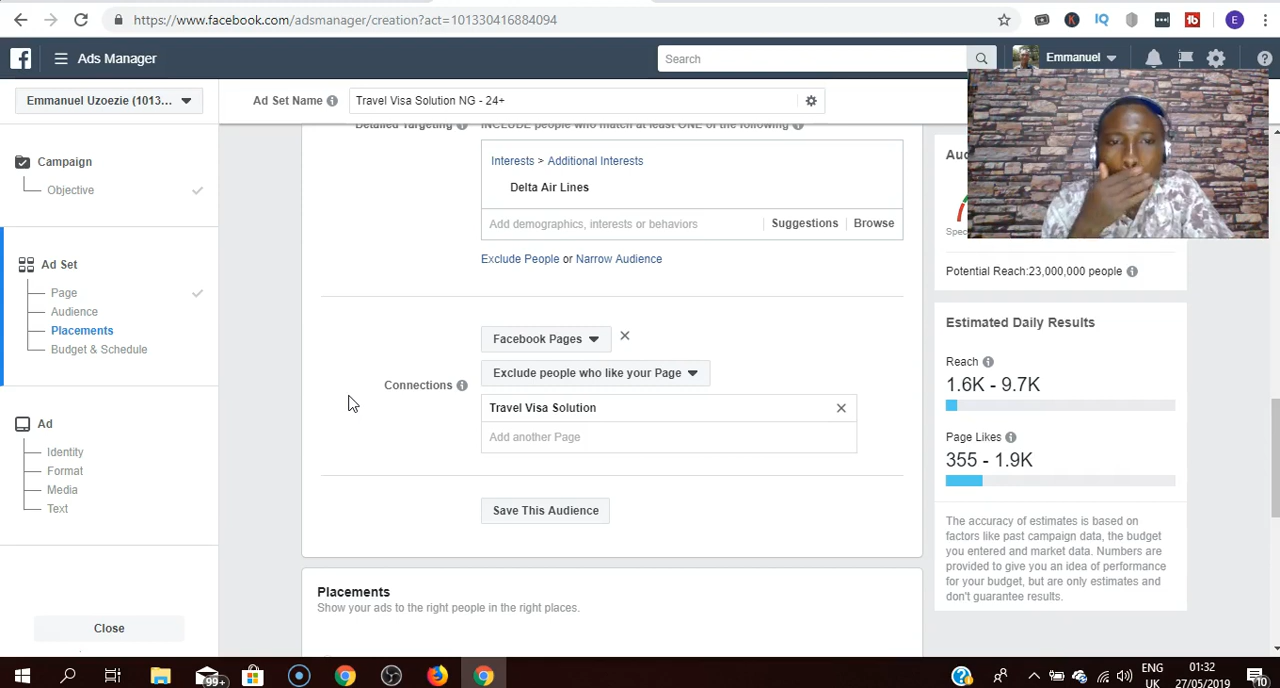 https://www.facebook.com/adsmanager/creation?act=101330416884094
Ads Manager
Search
Emmanuel
Emmanuel Uzoezie (1013...
Ad Set Name
Travel Visa Solution NG - 24+
Campaign
Objective
Ad Set
Page
Audience
Placements
Budget & Schedule
Ad
Identity
Format
Media
Text
Close
Detailed Targeting
INCLUDE people who match at least ONE of the following
Interests > Additional Interests
Delta Air Lines
Add demographics, interests or behaviors
Suggestions
Browse
Exclude People or Narrow Audience
Connections
Facebook Pages
Exclude people who like your Page
Travel Visa Solution
Add another Page
Save This Audience
Placements
Show your ads to the right people in the right places.
Potential Reach:23,000,000 people
Estimated Daily Results
Reach
1.6K - 9.7K
Page Likes
355 - 1.9K
The accuracy of estimates is based on
factors like past campaign data, the budget
you entered and market data. Numbers are
provided to give you an idea of performance
for your budget, but are only estimates and
don't guarantee results.
99+
ENG
UK
01:32
27/05/2019
10